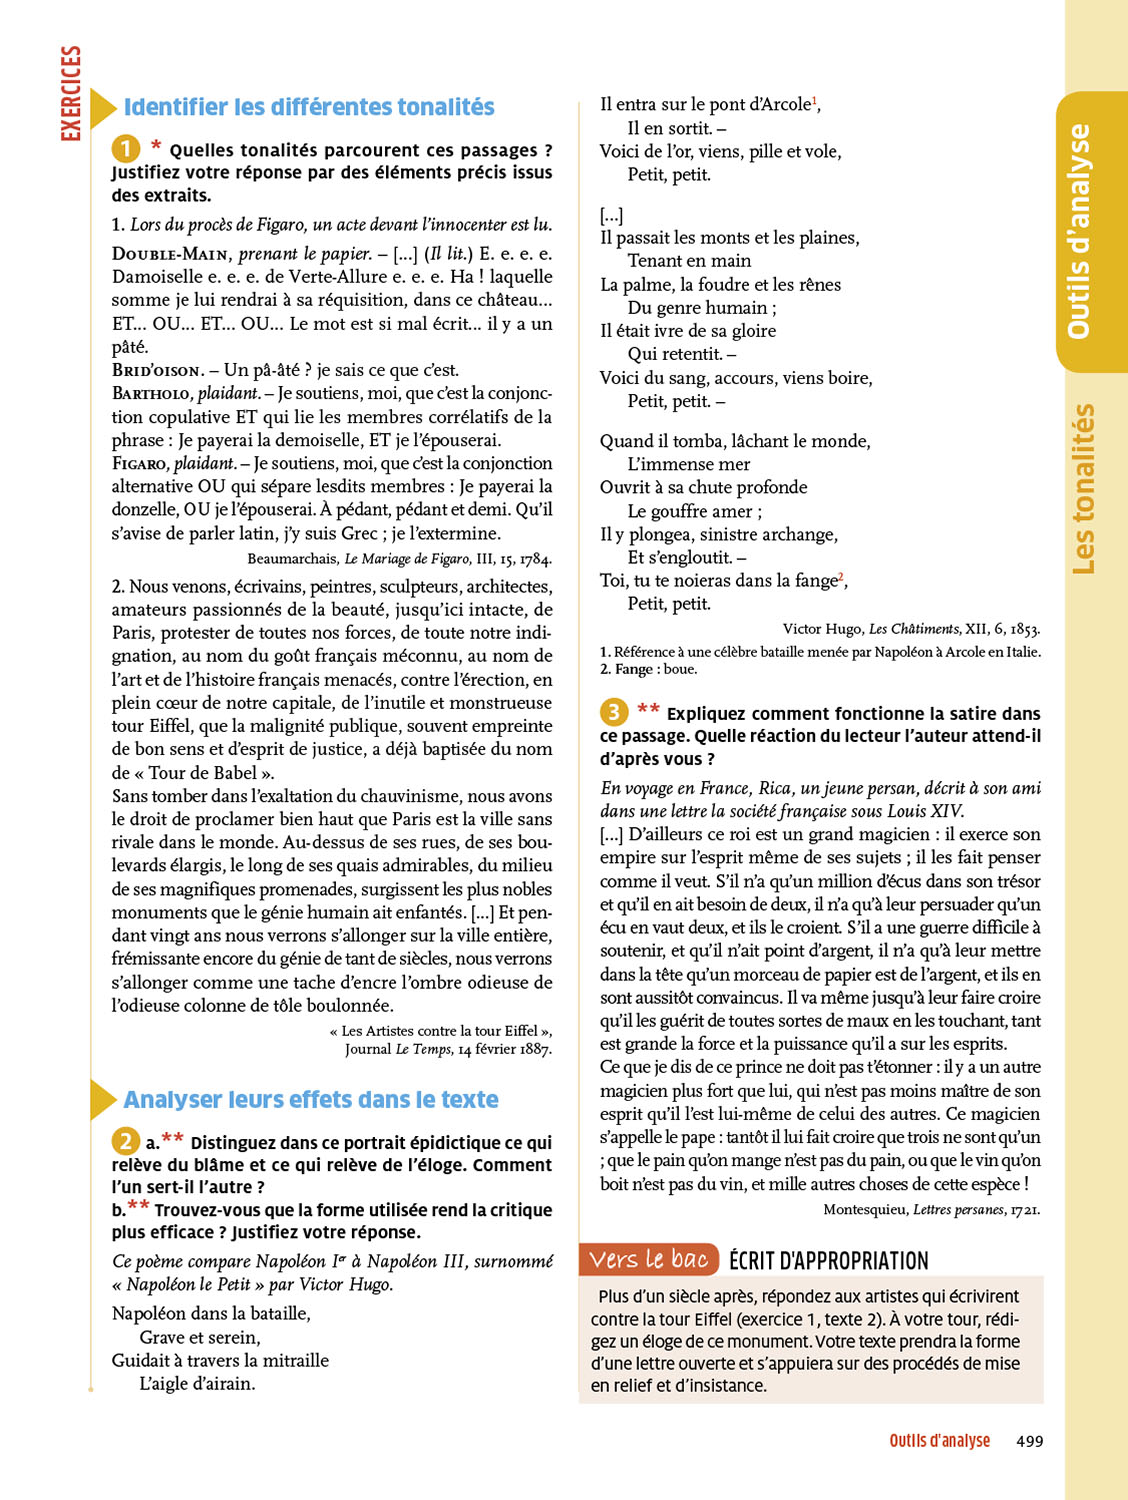 EXERCICES
Identifier les différentes tonalités
1 * Quelles tonalités parcourent ces passages ?
Justifiez votre réponse par des éléments précis issus
des extraits.
1. Lors du procès de Figaro, un acte devant l'innocenter est lu.
DOUBLE-MAIN, prenant le papier. – [...] (Il lit.) E. e. e. e.
Damoiselle e. e. e. de Verte-Allure e. e. e. Ha ! laquelle
somme je lui rendrai à sa réquisition, dans ce château...
ET... OU... ET... OU... Le mot est si mal écrit... il y a un
pâté.
BRID'OISON. – Un pâ-âté ? je sais ce que c'est.
BARTHOLO, plaidant. – Je soutiens, moi, que c'est la conjonc-
tion copulative ET qui lie les membres corrélatifs de la
phrase : Je payerai la demoiselle, ET je l'épouserai.
FIGARO, plaidant. – Je soutiens, moi, que c'est la conjonction
alternative OU qui sépare lesdits membres : Je payerai la
donzelle, OU je l'épouserai. À pédant, pédant et demi. Qu'il
s'avise de parler latin, j'y suis Grec ; je l'extermine.
Beaumarchais, Le Mariage de Figaro, III, 15, 1784.
2. Nous venons, écrivains, peintres, sculpteurs, architectes,
amateurs passionnés de la beauté, jusqu'ici intacte, de
Paris, protester de toutes nos forces, de toute notre indi-
gnation, au nom du goût français méconnu, au nom de
l'art et de l'histoire français menacés, contre l'érection, en
plein cœur de notre capitale, de l'inutile et monstrueuse
tour Eiffel, que la malignité publique, souvent empreinte
de bon sens et d'esprit de justice, a déjà baptisée du nom
de « Tour de Babel ».
Sans tomber dans l'exaltation du chauvinisme, nous avons
le droit de proclamer bien haut que Paris est la ville sans
rivale dans le monde. Au-dessus de ses rues, de ses bou-
levards élargis, le long de ses quais admirables, du milieu
de ses magnifiques promenades, surgissent les plus nobles
monuments que le génie humain ait enfantés. [...] Et pen-
dant vingt ans nous verrons s'allonger sur la ville entière,
frémissante encore du génie de tant de siècles, nous verrons
s'allonger comme une tache d'encre l'ombre odieuse de
l'odieuse colonne de tôle boulonnée.
« Les Artistes contre la tour Eiffel »,
Journal Le Temps, 14 février 1887.
Analyser leurs effets dans le texte
2 a.** Distinguez dans ce portrait épidictique ce qui
relève du blâme et ce qui relève de l'éloge. Comment
l'un sert-il l'autre ?
b.** Trouvez-vous que la forme utilisée rend la critique
plus efficace ? Justifiez votre réponse.
Ce poème compare Napoléon Ier à Napoléon III, surnommé
« Napoléon le Petit » par Victor Hugo.
Napoléon dans la bataille,
Grave et serein,
Guidait à travers la mitraille
L'aigle d'airain.
Il entra sur le pont d'Arcole1,
Il en sortit. –
Voici de l'or, viens, pille et vole,
Petit, petit.
[...]
Il passait les monts et les plaines,
Tenant en main
La palme, la foudre et les rênes
Du genre humain ;
Il était ivre de sa gloire
Qui retentit. –
Voici du sang, accours, viens boire,
Petit, petit. –
Quand il tomba, lâchant le monde,
L'immense mer
Ouvrit à sa chute profonde
Le gouffre amer ;
Il y plongea, sinistre archange,
Et s'engloutit. –
Toi, tu te noieras dans la fange2,
Petit, petit.
Victor Hugo, Les Châtiments, XII, 6, 1853.
1. Référence à une célèbre bataille menée par Napoléon à Arcole en Italie.
2. Fange : boue.
3 ** Expliquez comment fonctionne la satire dans
ce passage. Quelle réaction du lecteur l'auteur attend-il
d'après vous ?
En voyage en France, Rica, un jeune persan, décrit à son ami
dans une lettre la société française sous Louis XIV.
[...] D'ailleurs ce roi est un grand magicien : il exerce son
empire sur l'esprit même de ses sujets ; il les fait penser
comme il veut. S'il n'a qu'un million d'écus dans son trésor
et qu'il en ait besoin de deux, il n'a qu'à leur persuader qu'un
écu en vaut deux, et ils le croient. S'il a une guerre difficile à
soutenir, et qu'il n'ait point d'argent, il n'a qu'à leur mettre
dans la tête qu'un morceau de papier est de l'argent, et ils en
sont aussitôt convaincus. Il va même jusqu'à leur faire croire
qu'il les guérit de toutes sortes de maux en les touchant, tant
est grande la force et la puissance qu'il a sur les esprits.
Ce que je dis de ce prince ne doit pas t'étonner : il y a un autre
magicien plus fort que lui, qui n'est pas moins maître de son
esprit qu'il l'est lui-même de celui des autres. Ce magicien
s'appelle le pape : tantôt il lui fait croire que trois ne sont qu'un
; que le pain qu'on mange n'est pas du pain, ou que le vin qu'on
boit n'est pas du vin, et mille autres choses de cette espèce !
Montesquieu, Lettres persanes, 1721.
Vers le bac ÉCRIT D'APPROPRIATION
Plus d'un siècle après, répondez aux artistes qui écrivirent
contre la tour Eiffel (exercice 1, texte 2). À votre tour, rédi-
gez un éloge de ce monument. Votre texte prendra la forme
d'une lettre ouverte et s'appuiera sur des procédés de mise
en relief et d'insistance.
Outils d'analyse
Les tonalités
Outils d'analyse 499